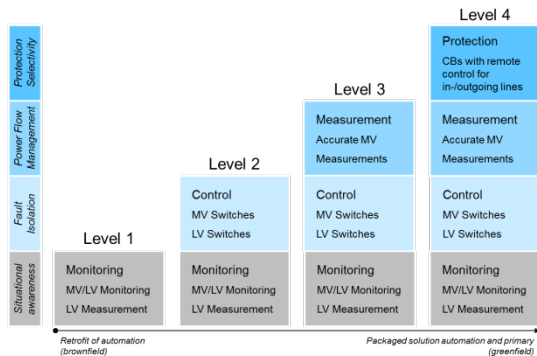 Level 4
Protection
Selectivity
Protection
CBs with remote
control for
in-/outgoing lines
Level 3
Power Flow
Management
Measurement
Accurate MV
Measurements
Measurement
Accurate MV
Measurements
Level 2
Fault
Isolation
Control
MV Switches
LV Switches
Control
MV Switches
LV Switches
Control
MV Switches
LV Switches
Level 1
Situational
awareness
Monitoring
MV/LV Monitoring
LV Measurement
Monitoring
MV/LV Monitoring
LV Measurement
Monitoring
MV/LV Monitoring
LV Measurement
Monitoring
MV/LV Monitoring
LV Measurement
Retrofit of automation
(brownfield)
Packaged solution automation and primary
(greenfield)